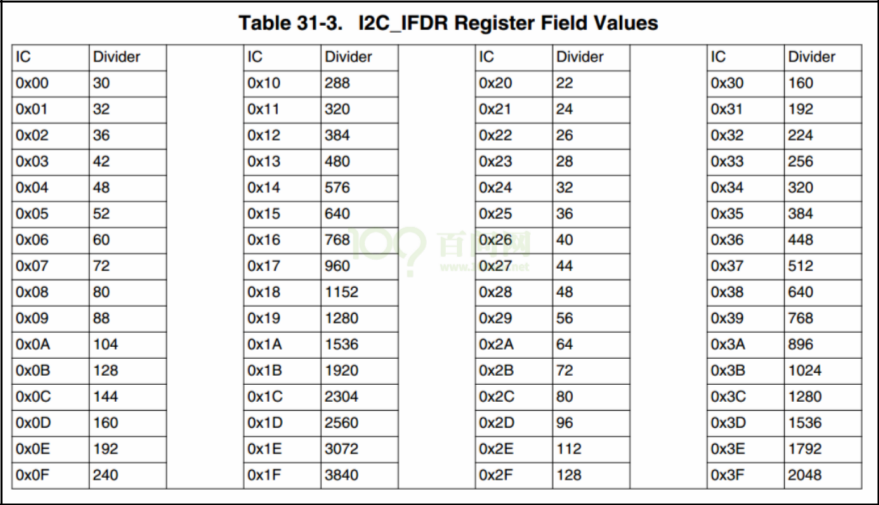 Table 31-3. I2C_IFDR Register Field Values
IC Divider IC Divider IC Divider IC Divider
0x00 30 0x10 288 0x20 22 0x30 160
0x01 32 0x11 320 0x21 24 0x31 192
0x02 36 0x12 384 0x22 26 0x32 224
0x03 42 0x13 480 0x23 28 0x33 256
0x04 48 0x14 576 0x24 32 0x34 320
0x05 52 0x15 640 0x25 36 0x35 384
0x06 60 0x16 768 0x26 40 0x36 448
0x07 72 0x17 960 0x27 44 0x37 512
0x08 80 0x18 1152 0x28 48 0x38 640
0x09 88 0x19 1280 0x29 56 0x39 768
0x0A 104 0x1A 1536 0x2A 64 0x3A 896
0x0B 128 0x1B 1920 0x2B 72 0x3B 1024
0x0C 144 0x1C 2304 0x2C 80 0x3C 1280
0x0D 160 0x1D 2560 0x2D 96 0x3D 1536
0x0E 192 0x1E 3072 0x2E 112 0x3E 1792
0x0F 240 0x1F 3840 0x2F 128 0x3F 2048
百问网